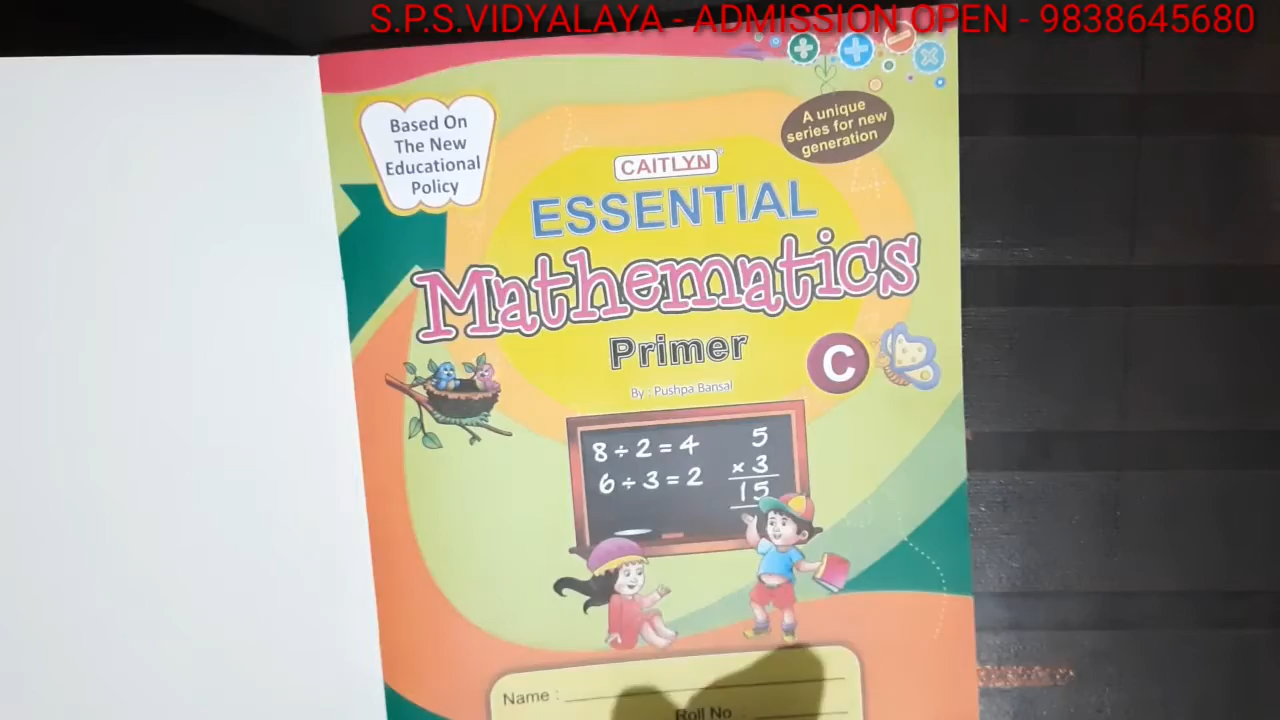 S.P.S.VIDYALAYA - ADMISSION OPEN - 9838645680
Based On
The New
Educational
Policy
A unique
series for new
generation
CAITLYN
ESSENTIAL
Mathematics
Primer
C
By : Pushpa Bansal
8 ÷ 2 = 4
6 ÷ 3 = 2
5
× 3
15
Name :
Roll No :